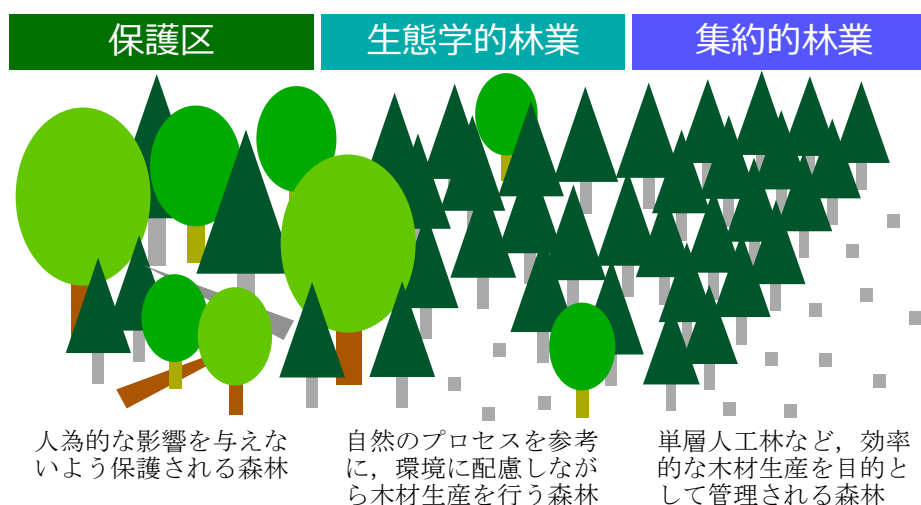 保護区
生態学的林業
集約的林業
人為的な影響を与えな
いよう保護される森林
自然のプロセスを参考
に，環境に配慮しなが
ら木材生産を行う森林
単層人工林など，効率
的な木材生産を目的と
して管理される森林